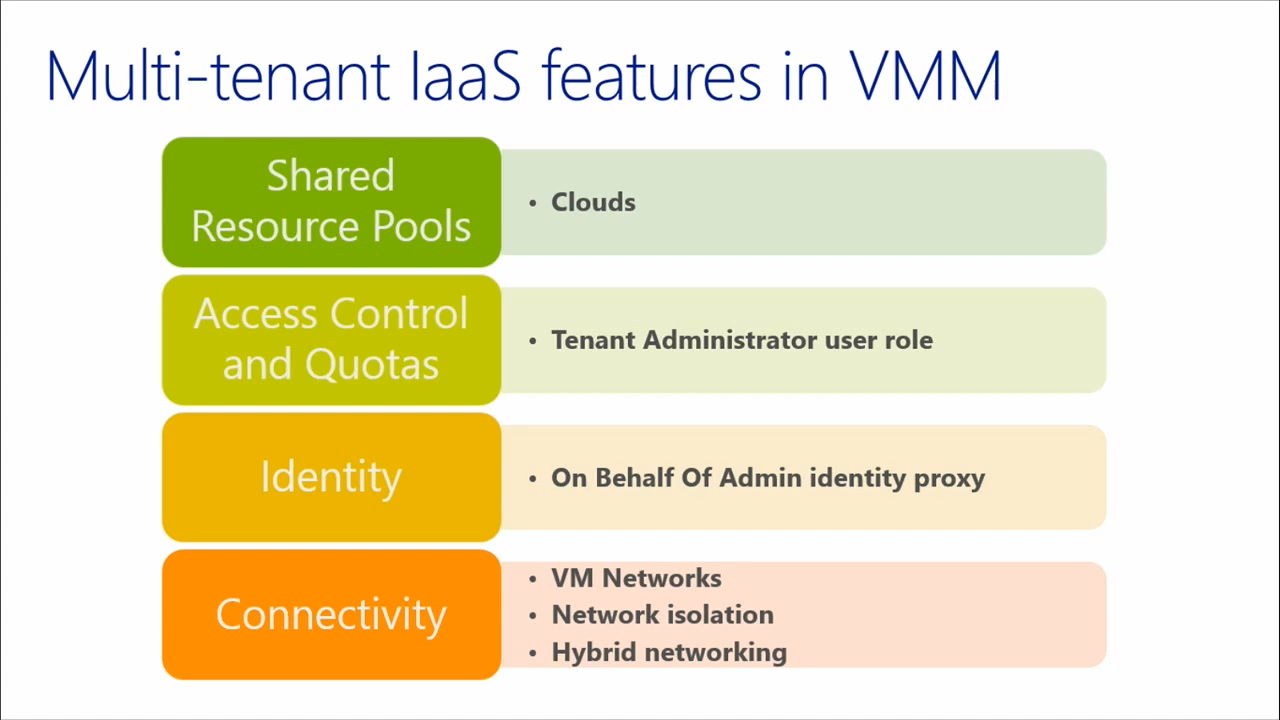 Multi-tenant IaaS features in VMM
Shared
Resource Pools
• Clouds
Access Control
and Quotas
• Tenant Administrator user role
Identity
• On Behalf Of Admin identity proxy
Connectivity
• VM Networks
• Network isolation
• Hybrid networking